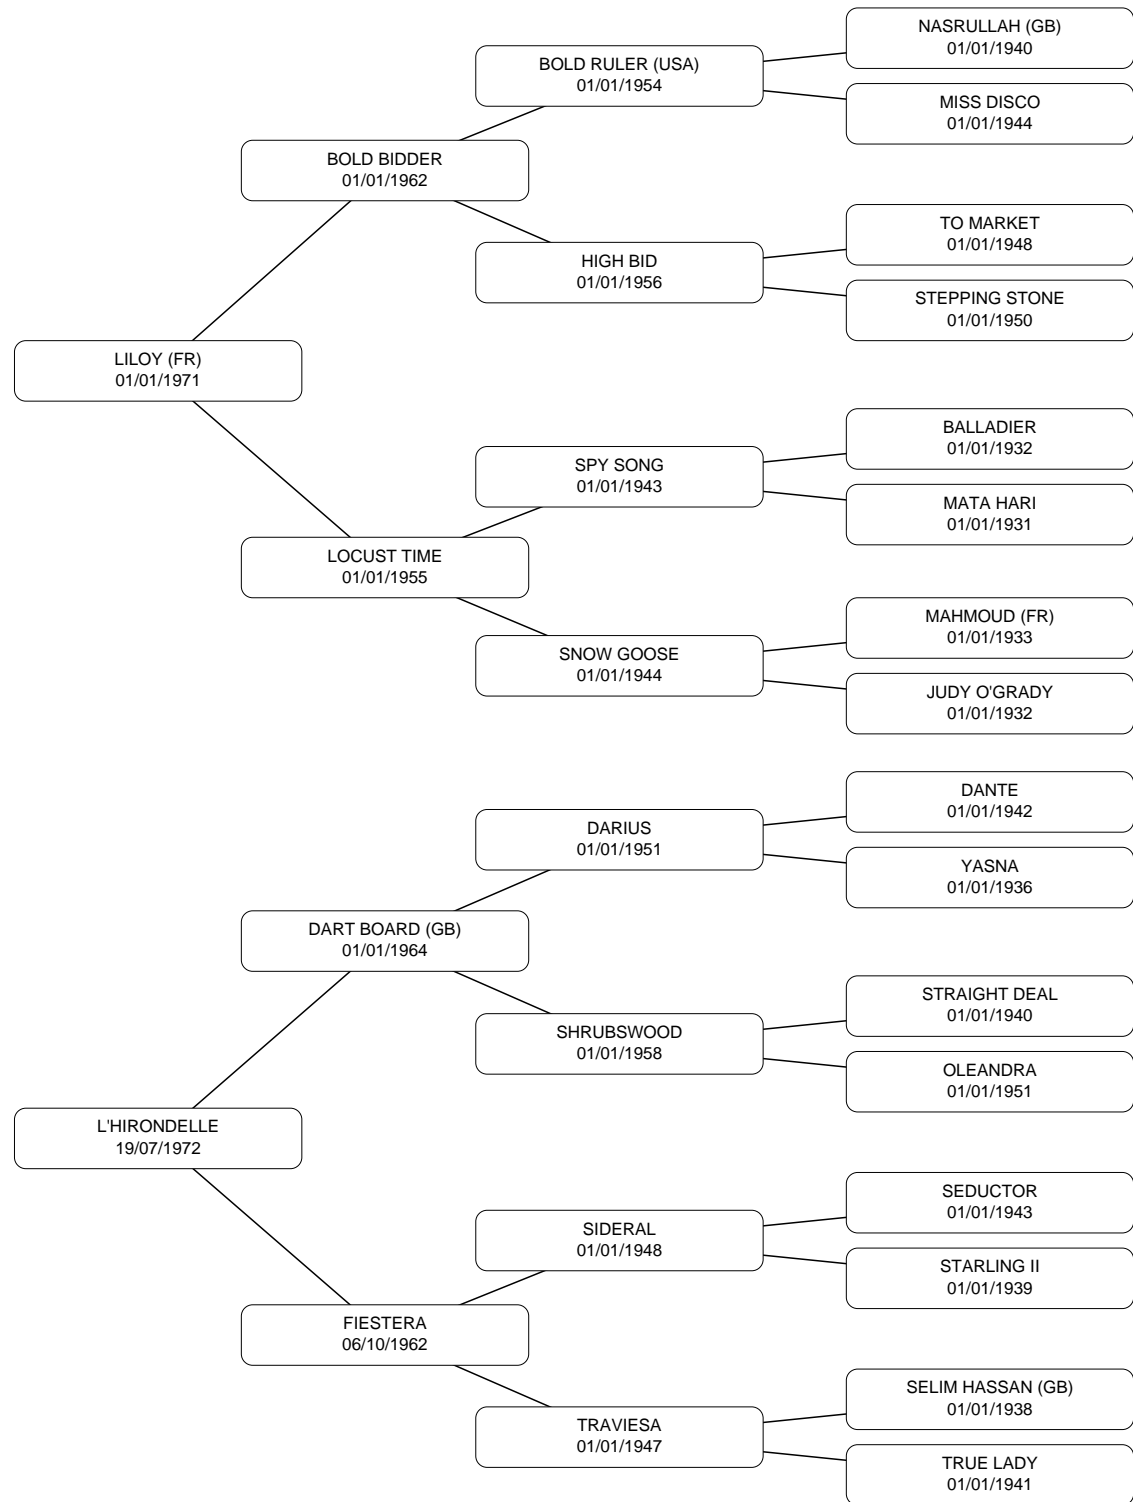 NASRULLAH (GB)
01/01/1940
BOLD RULER (USA)
01/01/1954
MISS DISCO
01/01/1944
BOLD BIDDER
01/01/1962
TO MARKET
01/01/1948
HIGH BID
01/01/1956
STEPPING STONE
01/01/1950
LILOY (FR)
01/01/1971
BALLADIER
01/01/1932
SPY SONG
01/01/1943
MATA HARI
01/01/1931
LOCUST TIME
01/01/1955
MAHMOUD (FR)
01/01/1933
SNOW GOOSE
01/01/1944
JUDY O'GRADY
01/01/1932
DANTE
01/01/1942
DARIUS
01/01/1951
YASNA
01/01/1936
DART BOARD (GB)
01/01/1964
STRAIGHT DEAL
01/01/1940
SHRUBSWOOD
01/01/1958
OLEANDRA
01/01/1951
L'HIRONDELLE
19/07/1972
SEDUCTOR
01/01/1943
SIDERAL
01/01/1948
STARLING II
01/01/1939
FIESTERA
06/10/1962
SELIM HASSAN (GB)
01/01/1938
TRAVIESA
01/01/1947
TRUE LADY
01/01/1941